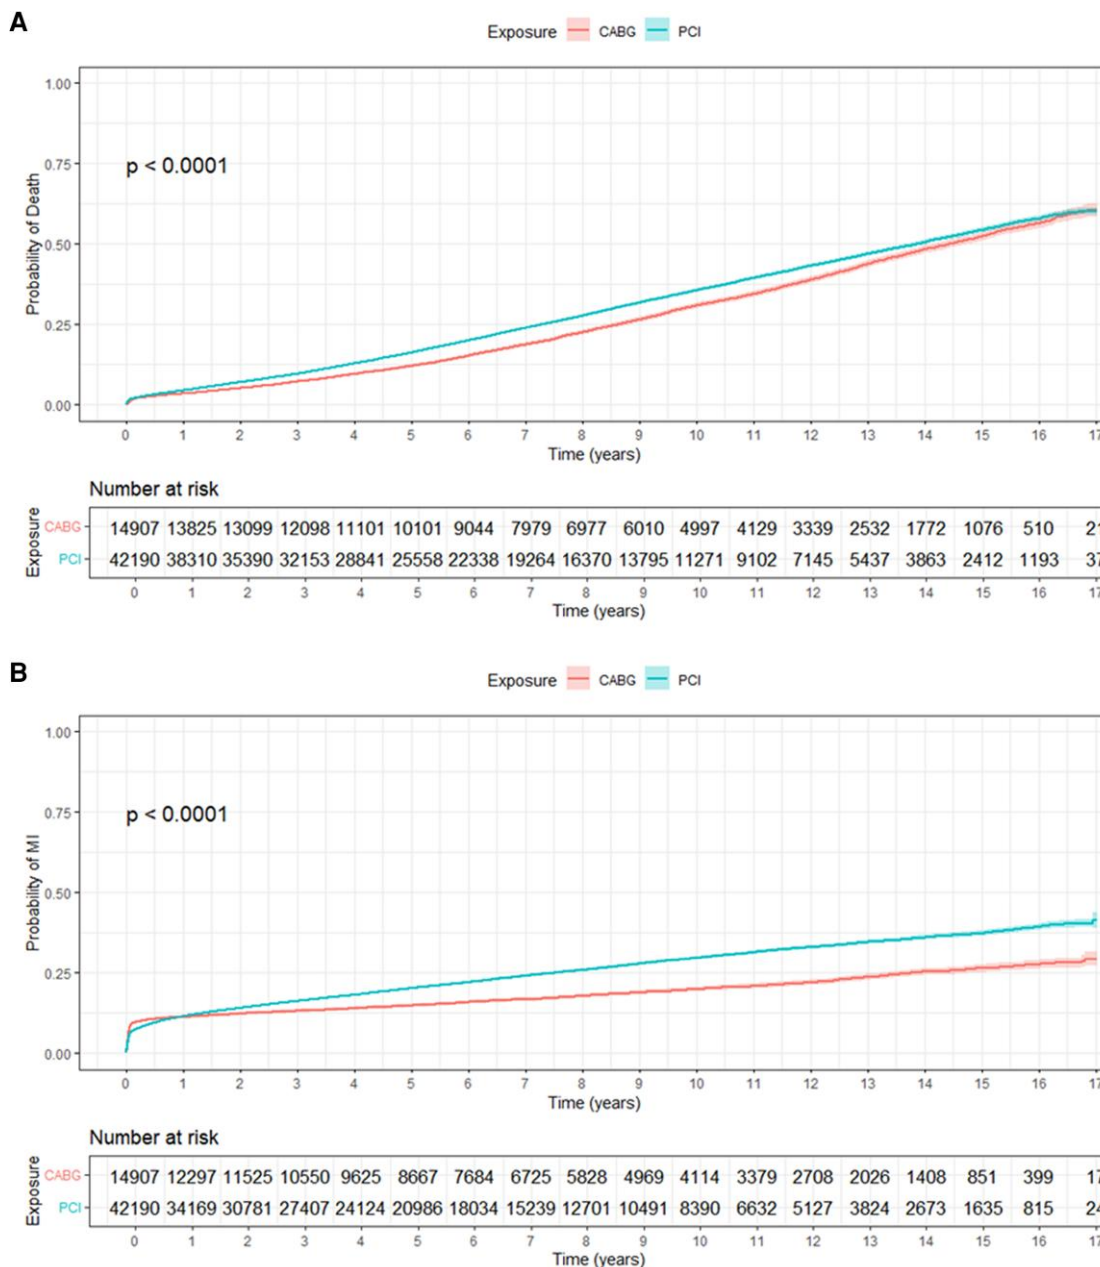 A
Exposure CABG PCI
1.00
0.75
0.50
0.25
0.00
Probability of Death
p < 0.0001
0 1 2 3 4 5 6 7 8 9 10 11 12 13 14 15 16 17
Time (years)
Number at risk
Exposure
CABG 14907 13825 13099 12098 11101 10101 9044 7979 6977 6010 4997 4129 3339 2532 1772 1076 510
PCI 42190 38310 35390 32153 28841 25558 22338 19264 16370 13795 11271 9102 7145 5437 3863 2412 1193
0 1 2 3 4 5 6 7 8 9 10 11 12 13 14 15 16 17
Time (years)
B
Exposure CABG PCI
1.00
0.75
0.50
0.25
0.00
Probability of MI
p < 0.0001
0 1 2 3 4 5 6 7 8 9 10 11 12 13 14 15 16 17
Time (years)
Number at risk
Exposure
CABG 14907 12297 11525 10550 9625 8667 7684 6725 5828 4969 4114 3379 2708 2026 1408 851 399
PCI 42190 34169 30781 27407 24124 20986 18034 15239 12701 10491 8390 6632 5127 3824 2673 1635 815
0 1 2 3 4 5 6 7 8 9 10 11 12 13 14 15 16 17
Time (years)